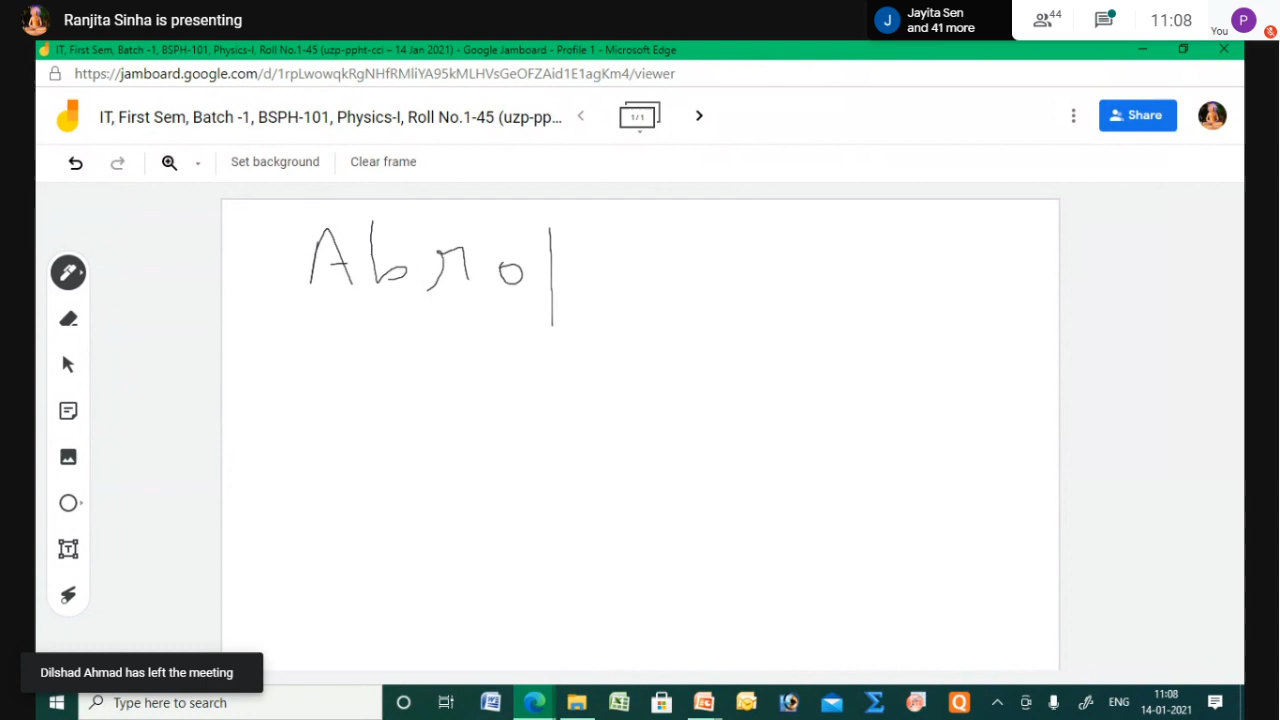 Ranjita Sinha is presenting
J Jayita Sen
and 41 more
44
11:08
You
P
IT, First Sem, Batch -1, BSPH-101, Physics-I, Roll No.1-45 (uzp-ppht-cci – 14 Jan 2021) - Google Jamboard - Profile 1 - Microsoft Edge
https://jamboard.google.com/d/1rpLwowqkRgNHfRMliYA95kMLHVsGeOFZAid1E1agKm4/viewer
IT, First Sem, Batch -1, BSPH-101, Physics-I, Roll No.1-45 (uzp-pp...
1/1
Share
Set background
Clear frame
Abrol
T
Dilshad Ahmad has left the meeting
Type here to search
ENG
11:08
14-01-2021